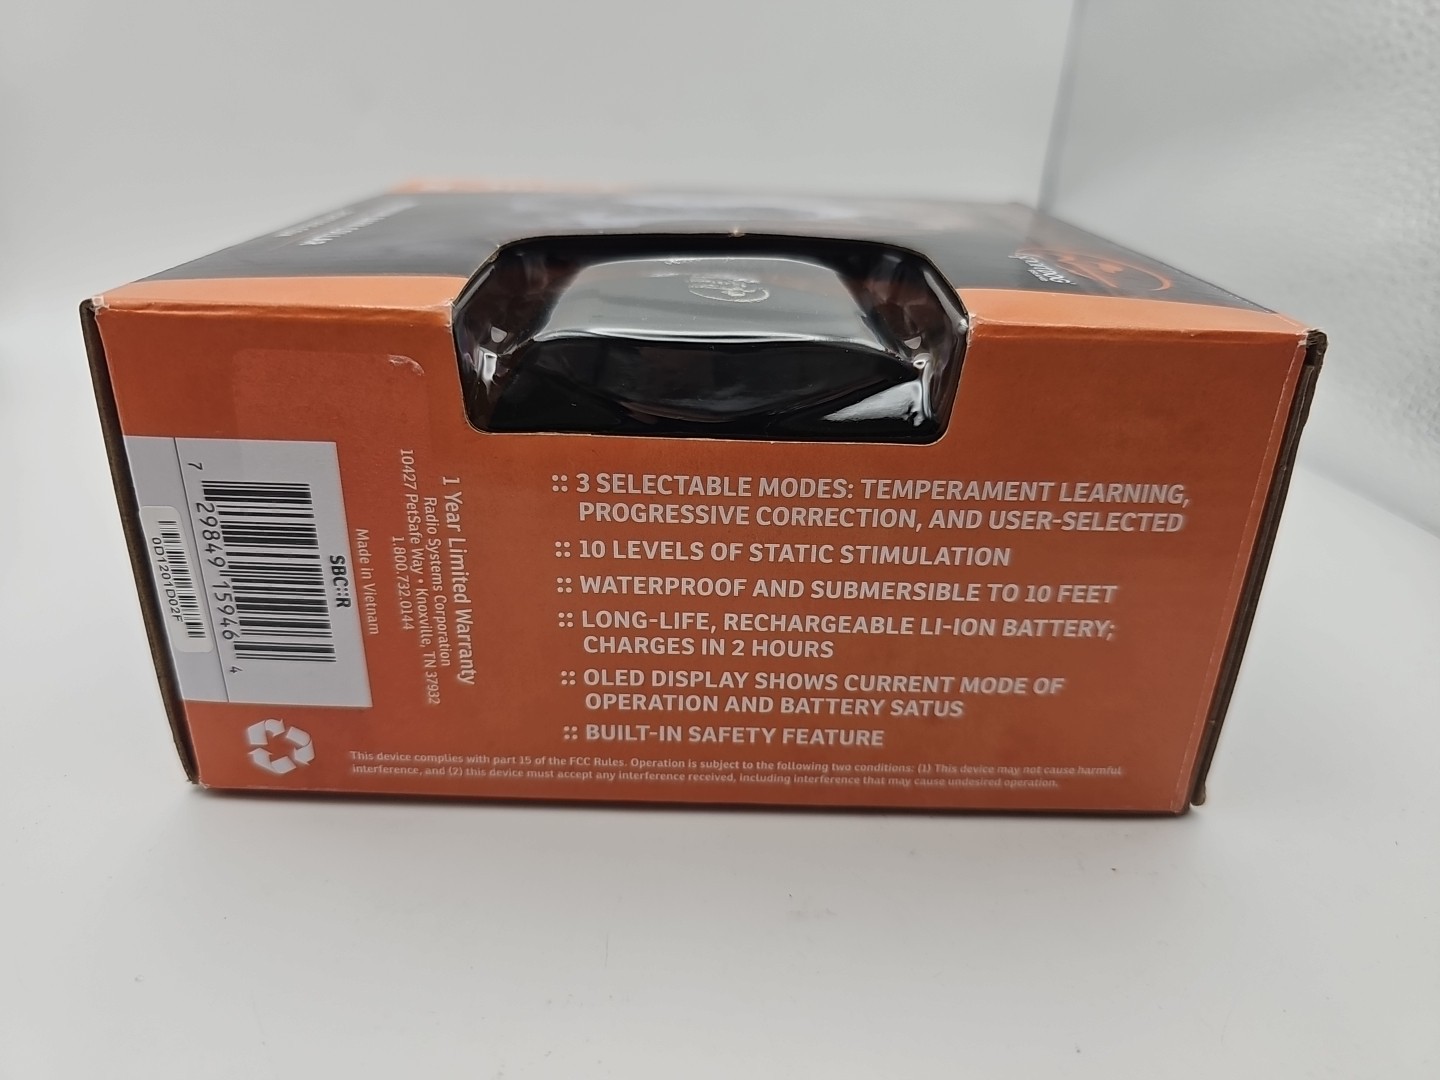 :: 3 SELECTABLE MODES: TEMPERAMENT LEARNING,
PROGRESSIVE CORRECTION, AND USER-SELECTED
:: 10 LEVELS OF STATIC STIMULATION
:: WATERPROOF AND SUBMERSIBLE TO 10 FEET
:: LONG-LIFE, RECHARGEABLE LI-ION BATTERY;
CHARGES IN 2 HOURS
:: OLED DISPLAY SHOWS CURRENT MODE OF
OPERATION AND BATTERY SATUS
:: BUILT-IN SAFETY FEATURE
This device complies with part 15 of the FCC Rules. Operation is subject to the following two conditions: (1) This device may not cause harmful
interference, and (2) this device must accept any interference received, including interference that may cause undesired operation.
1 Year Limited Warranty
Radio Systems Corporation
10427 PetSafe Way • Knoxville, TN 37932
1.800.732.0144
Made in Vietnam
SBC::R
7 29849 15946 4
0D1201D02F